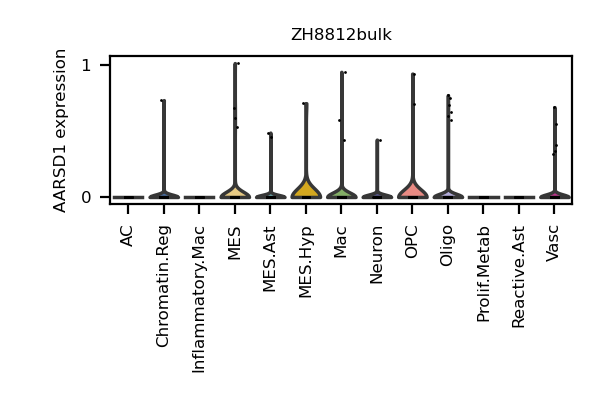 ZH8812bulk
AARSD1 expression
1
0
AC
Chromatin.Reg
Inflammatory.Mac
MES
MES.Ast
MES.Hyp
Mac
Neuron
OPC
Oligo
Prolif.Metab
Reactive.Ast
Vasc